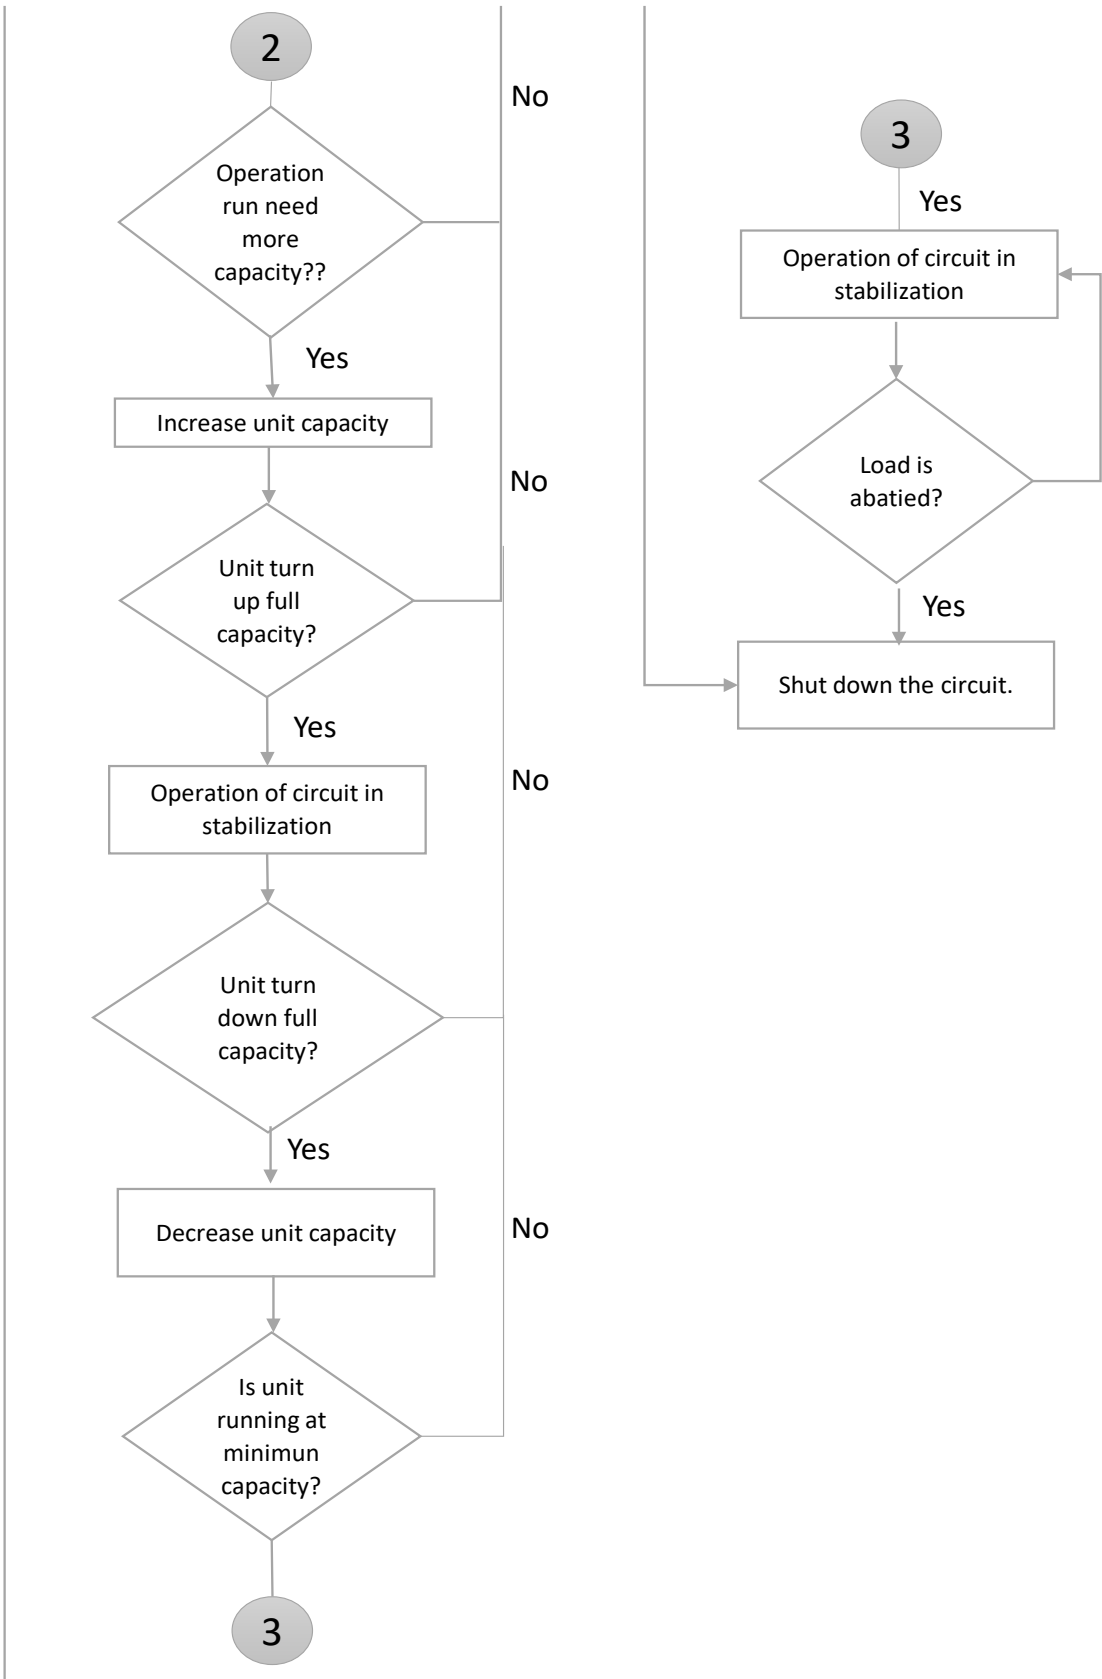 2
No
Operation
run need
more
capacity??
Yes
Increase unit capacity
No
Unit turn
up full
capacity?
Yes
Operation of circuit in
stabilization
No
Unit turn
down full
capacity?
Yes
Decrease unit capacity
No
Is unit
running at
minimun
capacity?
3
3
Yes
Operation of circuit in
stabilization
Load is
abatied?
Yes
Shut down the circuit.